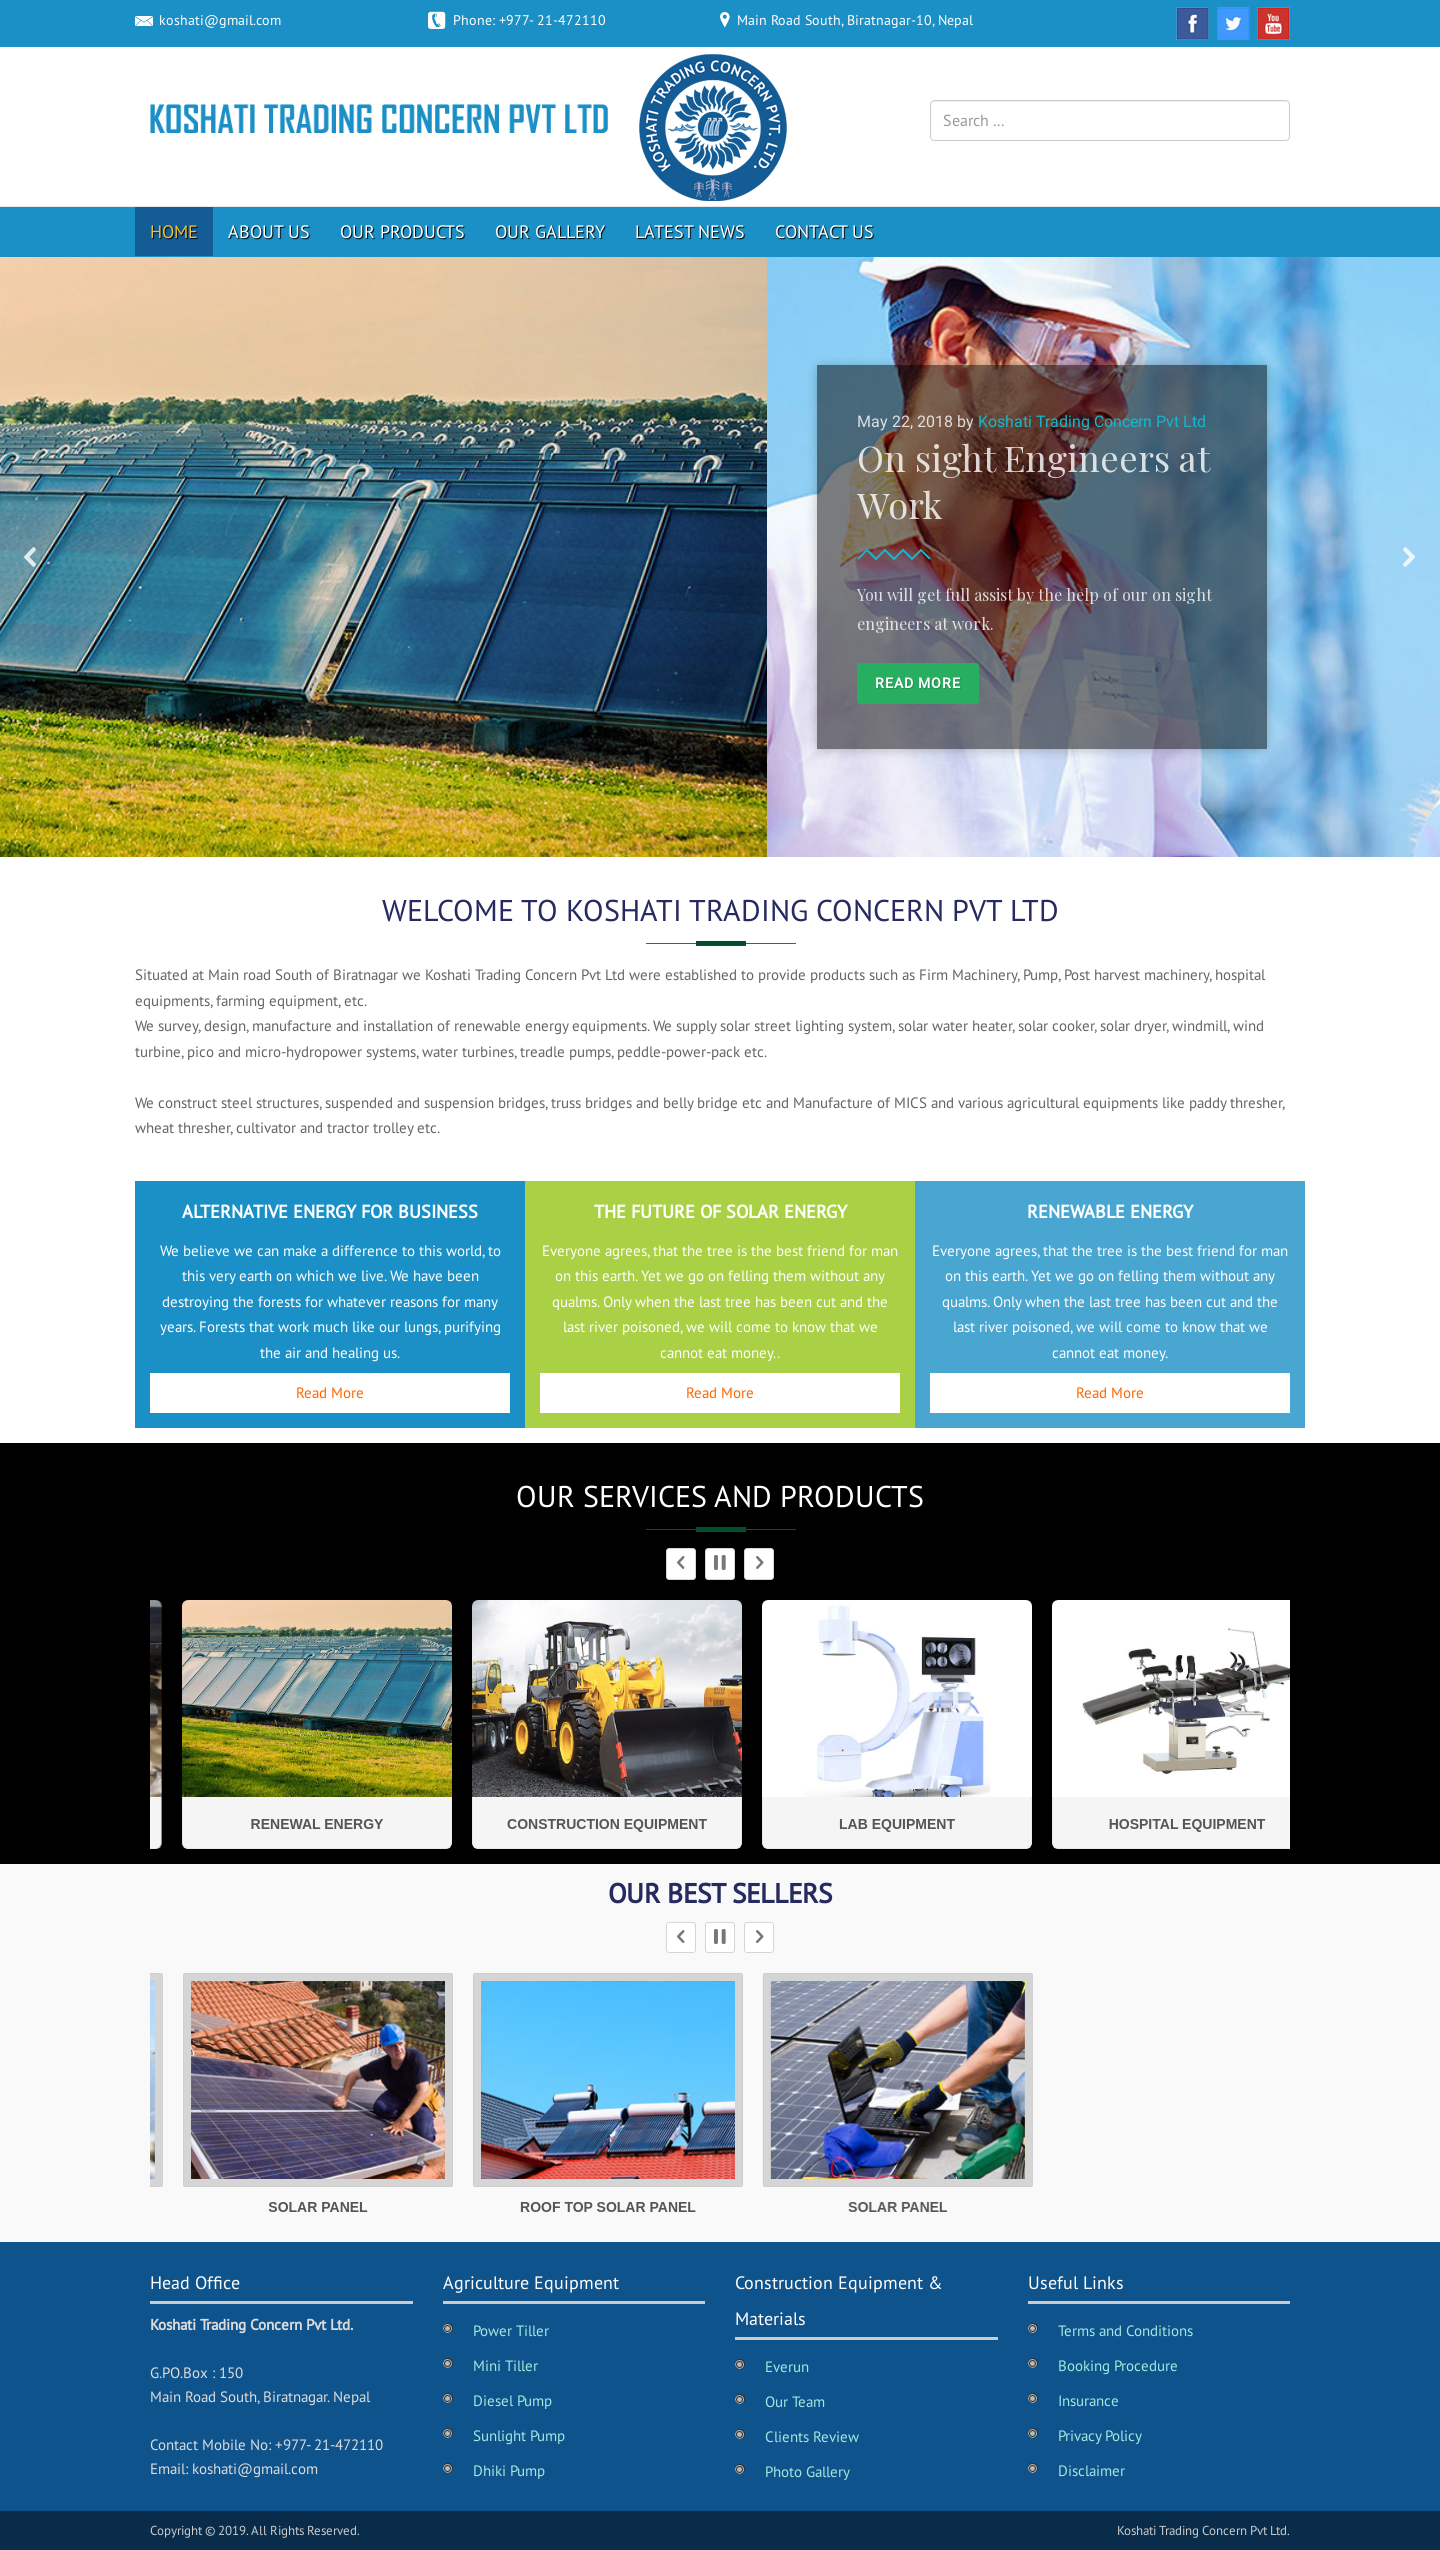 koshati@gmail.com
Phone: +977- 21-472110
Main Road South, Biratnagar-10, Nepal
You Tube
KOSHATI TRADING CONCERN PVT LTD
KOSHATI TRADING CONCERN PVT. LTD.
Search ...
HOME
ABOUT US
OUR PRODUCTS
OUR GALLERY
LATEST NEWS
CONTACT US
May 22, 2018 by Koshati Trading Concern Pvt Ltd
On sight Engineers at
Work
You will get full assist by the help of our on sight
engineers at work.
READ MORE
WELCOME TO KOSHATI TRADING CONCERN PVT LTD
Situated at Main road South of Biratnagar we Koshati Trading Concern Pvt Ltd were established to provide products such as Firm Machinery, Pump, Post harvest machinery, hospital
equipments, farming equipment, etc.
We survey, design, manufacture and installation of renewable energy equipments. We supply solar street lighting system, solar water heater, solar cooker, solar dryer, windmill, wind
turbine, pico and micro-hydropower systems, water turbines, treadle pumps, peddle-power-pack etc.
We construct steel structures, suspended and suspension bridges, truss bridges and belly bridge etc and Manufacture of MICS and various agricultural equipments like paddy thresher,
wheat thresher, cultivator and tractor trolley etc.
ALTERNATIVE ENERGY FOR BUSINESS
We believe we can make a difference to this world, to
this very earth on which we live. We have been
destroying the forests for whatever reasons for many
years. Forests that work much like our lungs, purifying
the air and healing us.
Read More
THE FUTURE OF SOLAR ENERGY
Everyone agrees, that the tree is the best friend for man
on this earth. Yet we go on felling them without any
qualms. Only when the last tree has been cut and the
last river poisoned, we will come to know that we
cannot eat money..
Read More
RENEWABLE ENERGY
Everyone agrees, that the tree is the best friend for man
on this earth. Yet we go on felling them without any
qualms. Only when the last tree has been cut and the
last river poisoned, we will come to know that we
cannot eat money.
Read More
OUR SERVICES AND PRODUCTS
RENEWAL ENERGY
CONSTRUCTION EQUIPMENT
LAB EQUIPMENT
HOSPITAL EQUIPMENT
OUR BEST SELLERS
SOLAR PANEL
ROOF TOP SOLAR PANEL
SOLAR PANEL
Head Office
Koshati Trading Concern Pvt Ltd.
G.PO.Box : 150
Main Road South, Biratnagar. Nepal
Contact Mobile No: +977- 21-472110
Email: koshati@gmail.com
Agriculture Equipment
Power Tiller
Mini Tiller
Diesel Pump
Sunlight Pump
Dhiki Pump
Construction Equipment &
Materials
Everun
Our Team
Clients Review
Photo Gallery
Useful Links
Terms and Conditions
Booking Procedure
Insurance
Privacy Policy
Disclaimer
Copyright © 2019. All Rights Reserved.
Koshati Trading Concern Pvt Ltd.